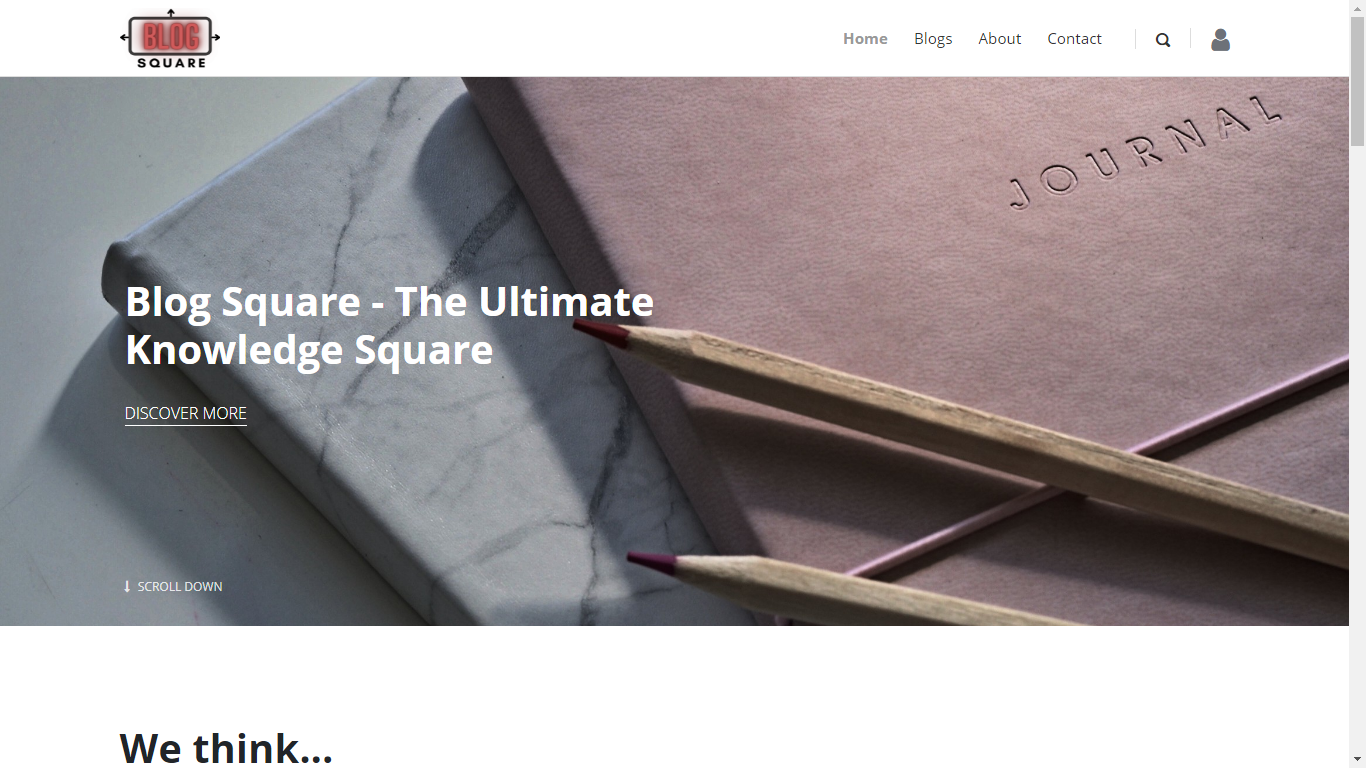 BLOG
SQUARE
Home Blogs About Contact
JOURNAL
Blog Square - The Ultimate
Knowledge Square
DISCOVER MORE
SCROLL DOWN
We think...